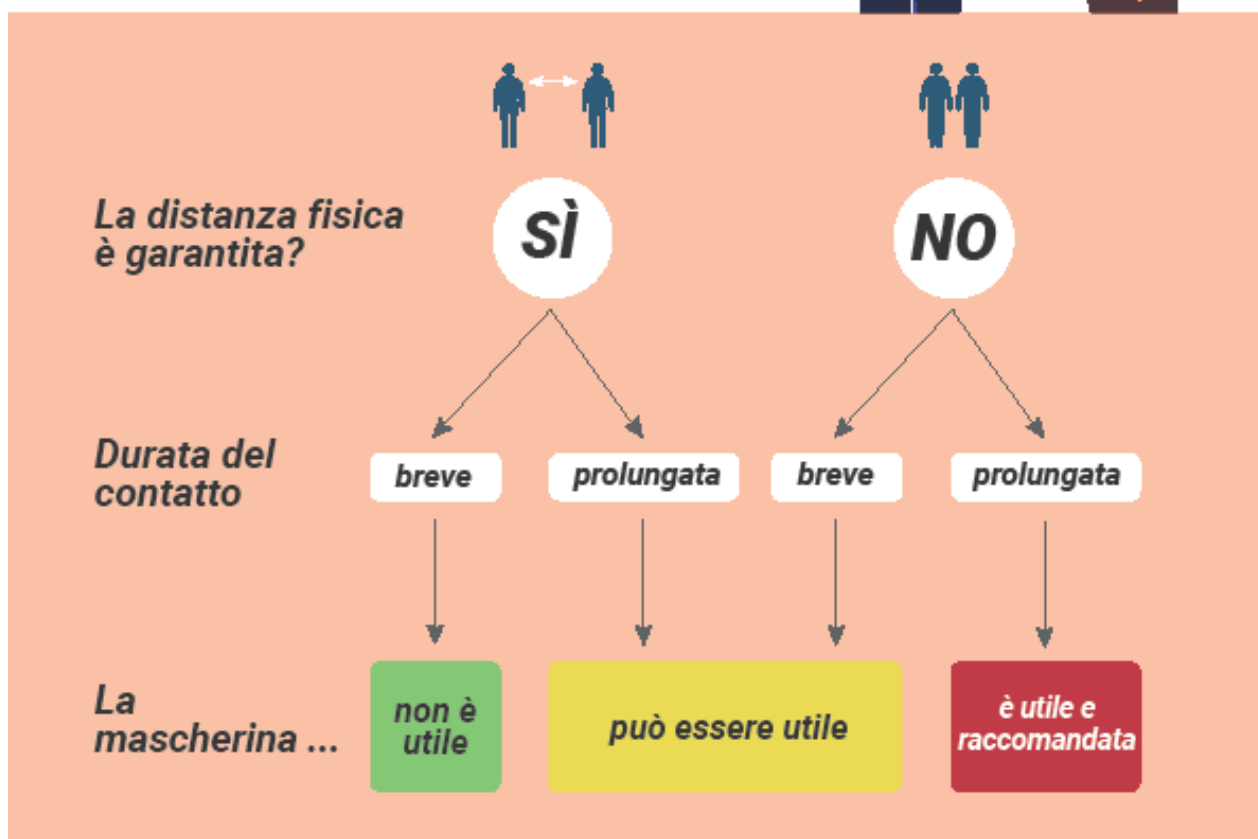 La distanza fisica
è garantita?
SÌ
NO
Durata del
contatto
breve
prolungata
breve
prolungata
La
mascherina ...
non è
utile
può essere utile
è utile e
raccomandata